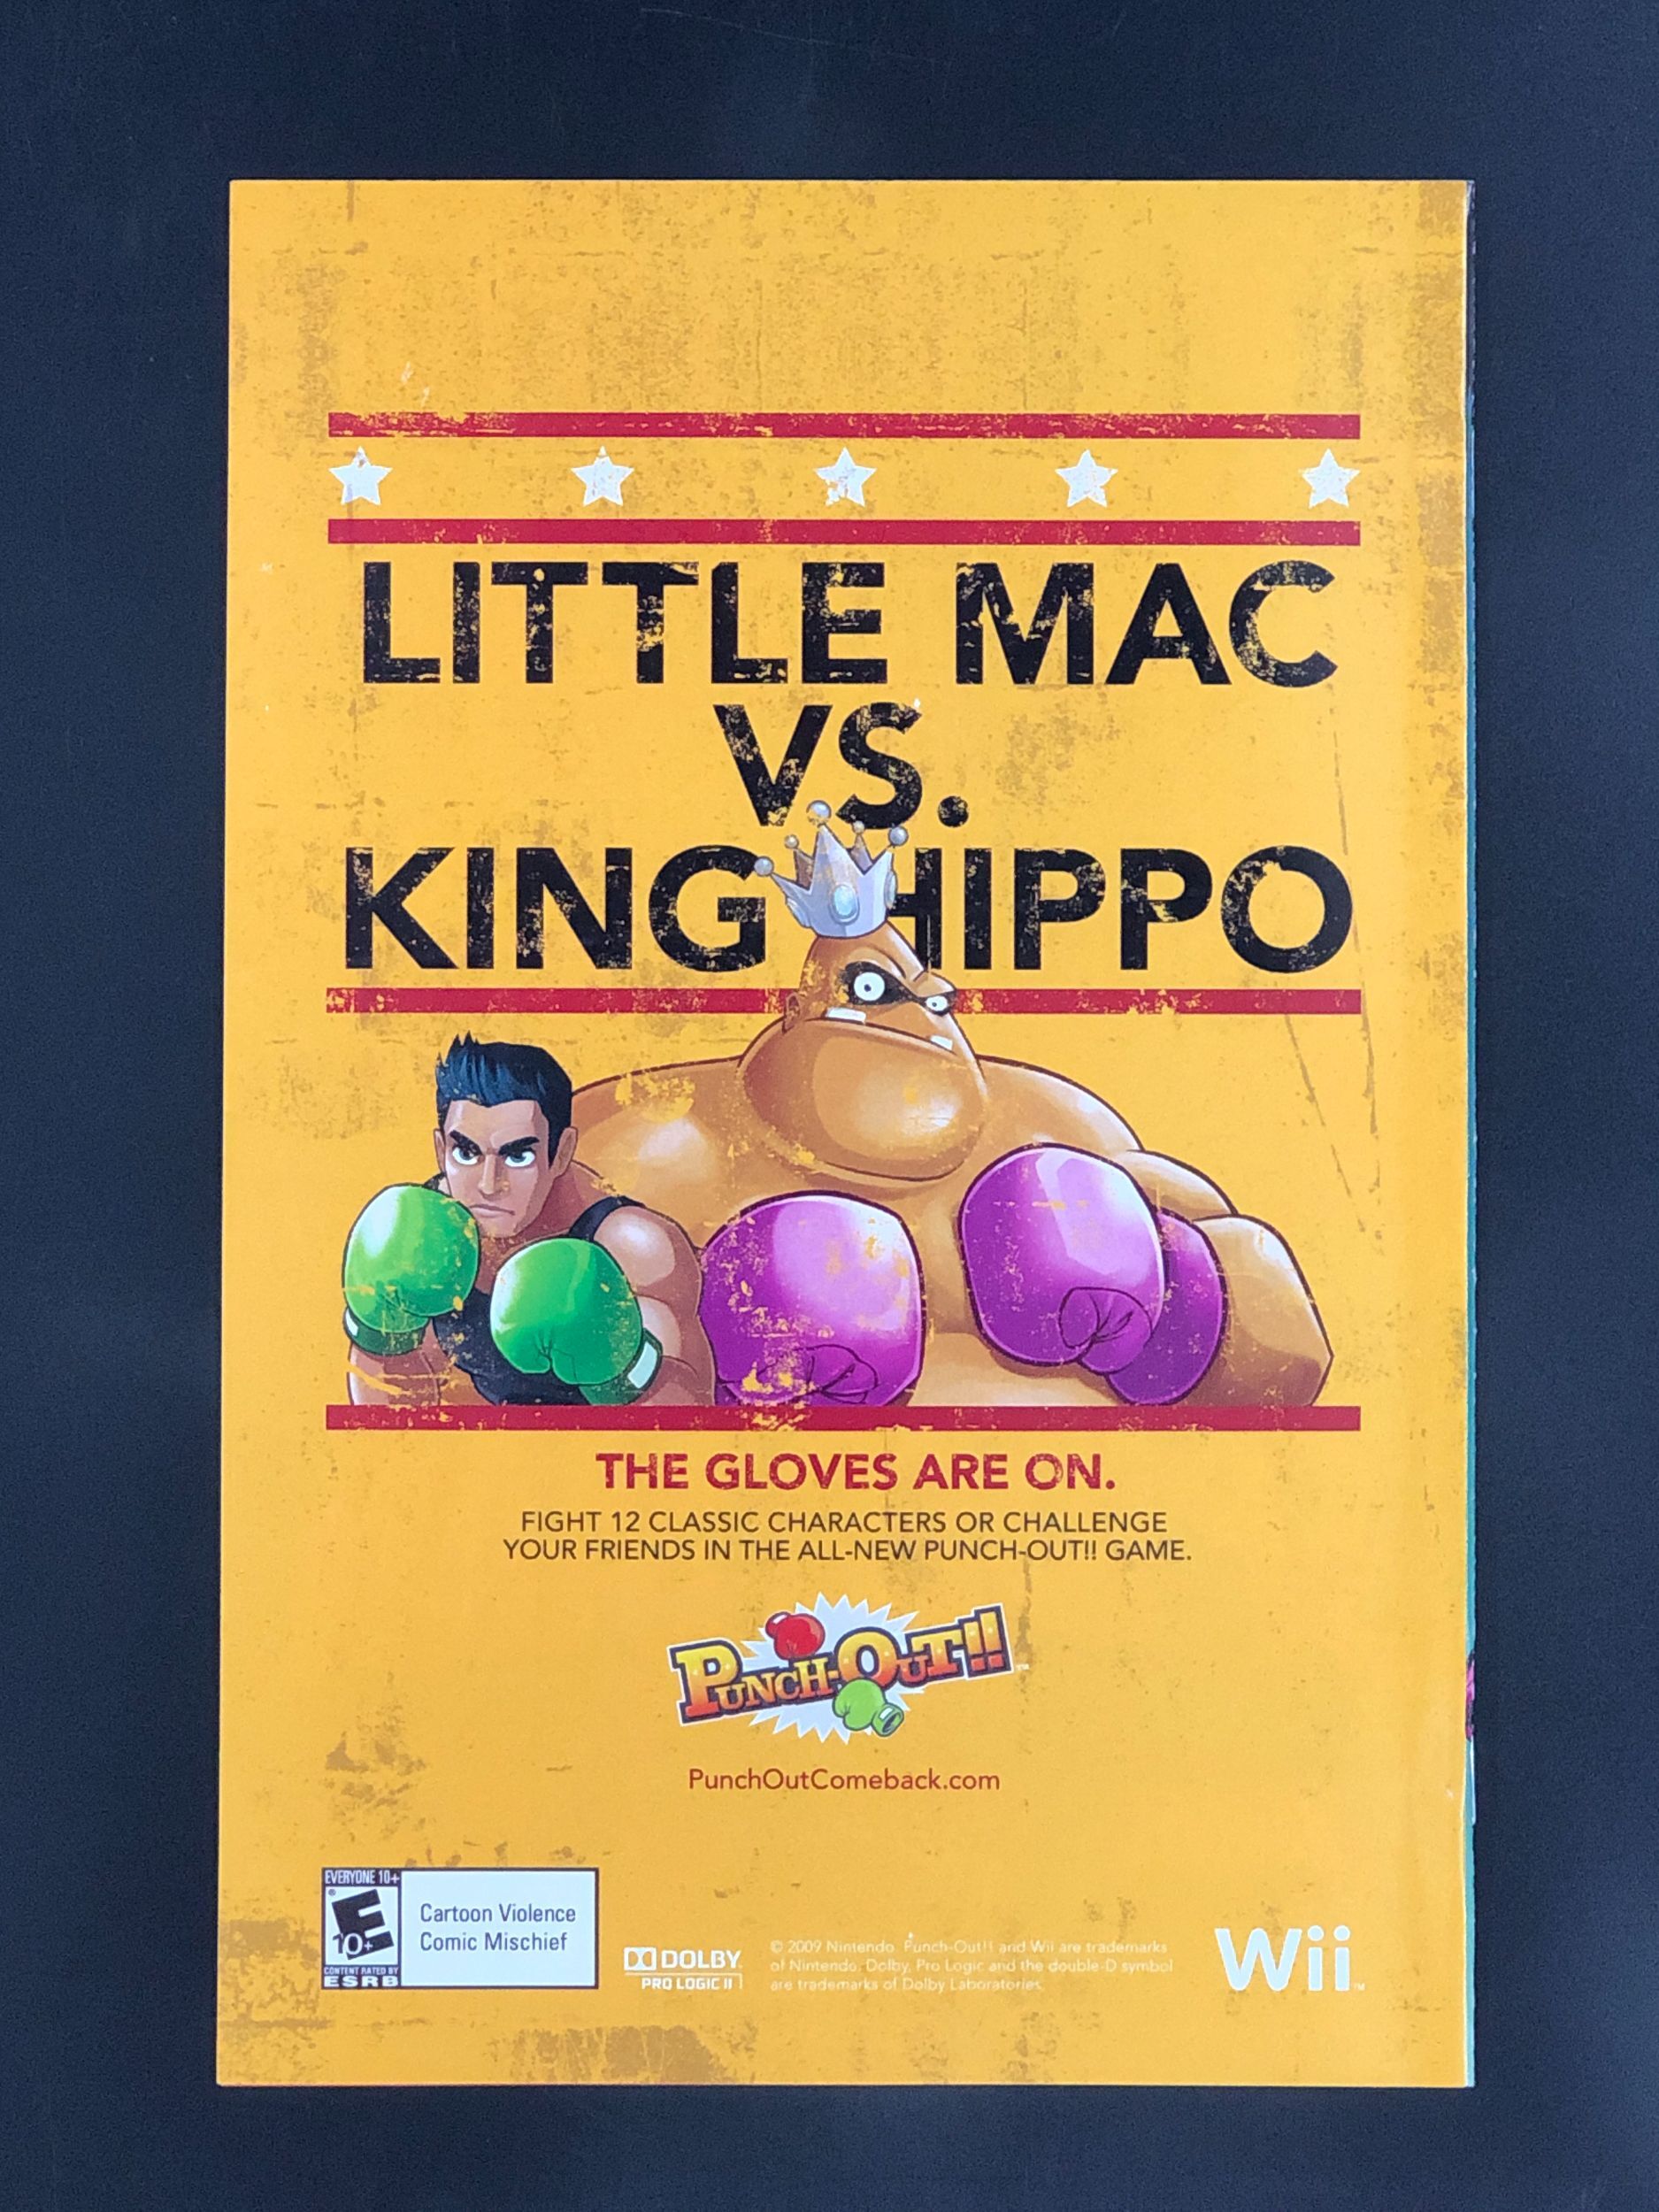 LITTLE MAC
VS.
KING HIPPO
THE GLOVES ARE ON.
FIGHT 12 CLASSIC CHARACTERS OR CHALLENGE
YOUR FRIENDS IN THE ALL-NEW PUNCH-OUT!! GAME.
PUNCH-OUT!!™
PunchOutComeback.com
EVERYONE 10+
E
10+
®
CONTENT RATED BY
ESRB
Cartoon Violence
Comic Mischief
DOLBY
PRO LOGIC II
© 2009 Nintendo. Punch-Out!! and Wii are trademarks
of Nintendo. Dolby, Pro Logic and the double-D symbol
are trademarks of Dolby Laboratories.
Wii™